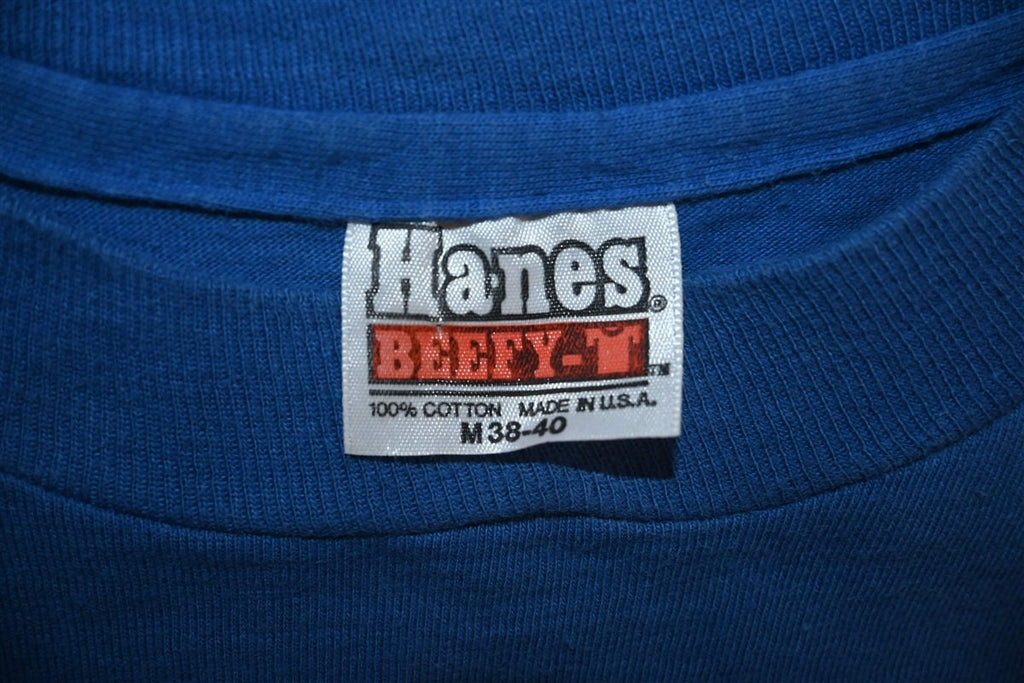 Hanes®
BEEFY-T™
100% COTTON MADE IN U.S.A.
M 38-40